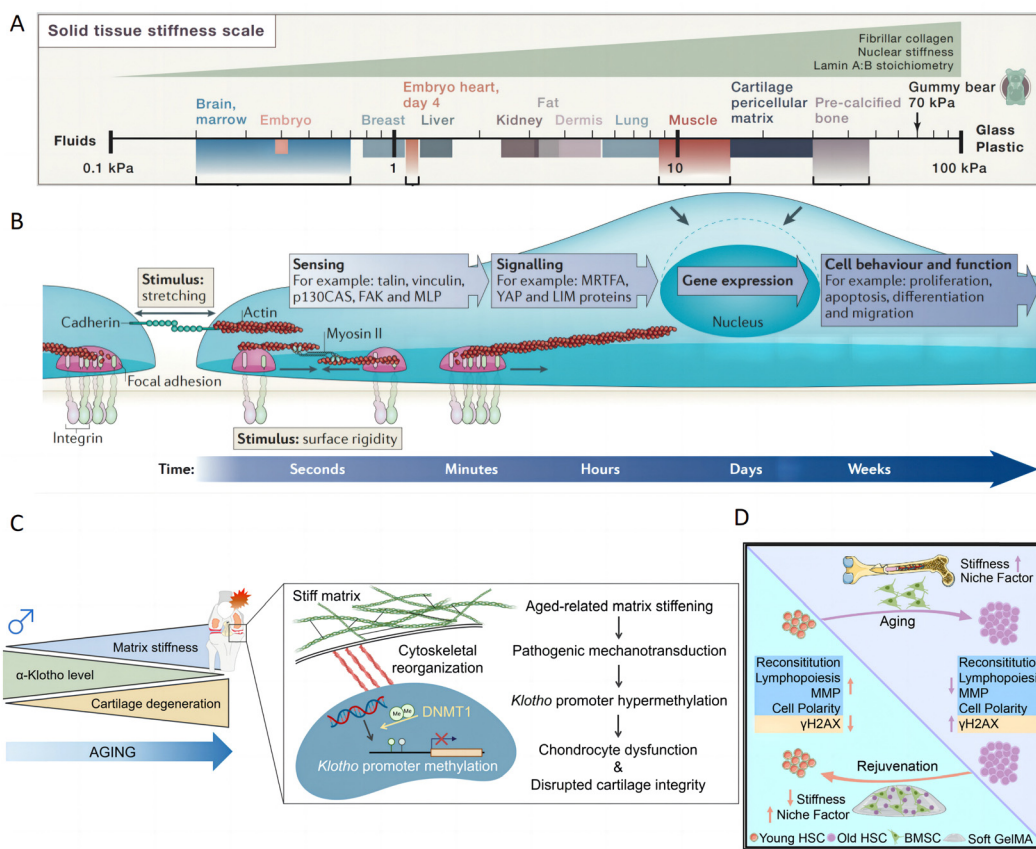 A
Solid tissue stiffness scale
Fibrillar collagen
Nuclear stiffness
Lamin A:B stoichiometry
Brain,
marrow
Embryo
Breast
Embryo heart,
day 4
Liver
Kidney
Fat
Dermis
Lung
Muscle
Cartilage
pericellular
matrix
Pre-calcified
bone
Gummy bear
70 kPa
Fluids
Glass
Plastic
0.1 kPa
1
10
100 kPa
B
Stimulus:
stretching
Sensing
For example: talin, vinculin,
p130CAS, FAK and MLP
Signalling
For example: MRTFA,
YAP and LIM proteins
Gene expression
Nucleus
Cell behaviour and function
For example: proliferation,
apoptosis, differentiation
and migration
Cadherin
Actin
Myosin II
Focal adhesion
Integrin
Stimulus: surface rigidity
Time:
Seconds
Minutes
Hours
Days
Weeks
C
Matrix stiffness
α-Klotho level
Cartilage degeneration
AGING
Stiff matrix
Cytoskeletal
reorganization
Me
Me
DNMT1
Klotho promoter methylation
Aged-related matrix stiffening
Pathogenic mechanotransduction
Klotho promoter hypermethylation
Chondrocyte dysfunction
&
Disrupted cartilage integrity
D
Stiffness
Niche Factor
Aging
Reconsititution
Lymphopoiesis
MMP
Cell Polarity
γH2AX
Reconsititution
Lymphopoiesis
MMP
Cell Polarity
γH2AX
Rejuvenation
Stiffness
Niche Factor
Young HSC
Old HSC
BMSC
Soft GelMA